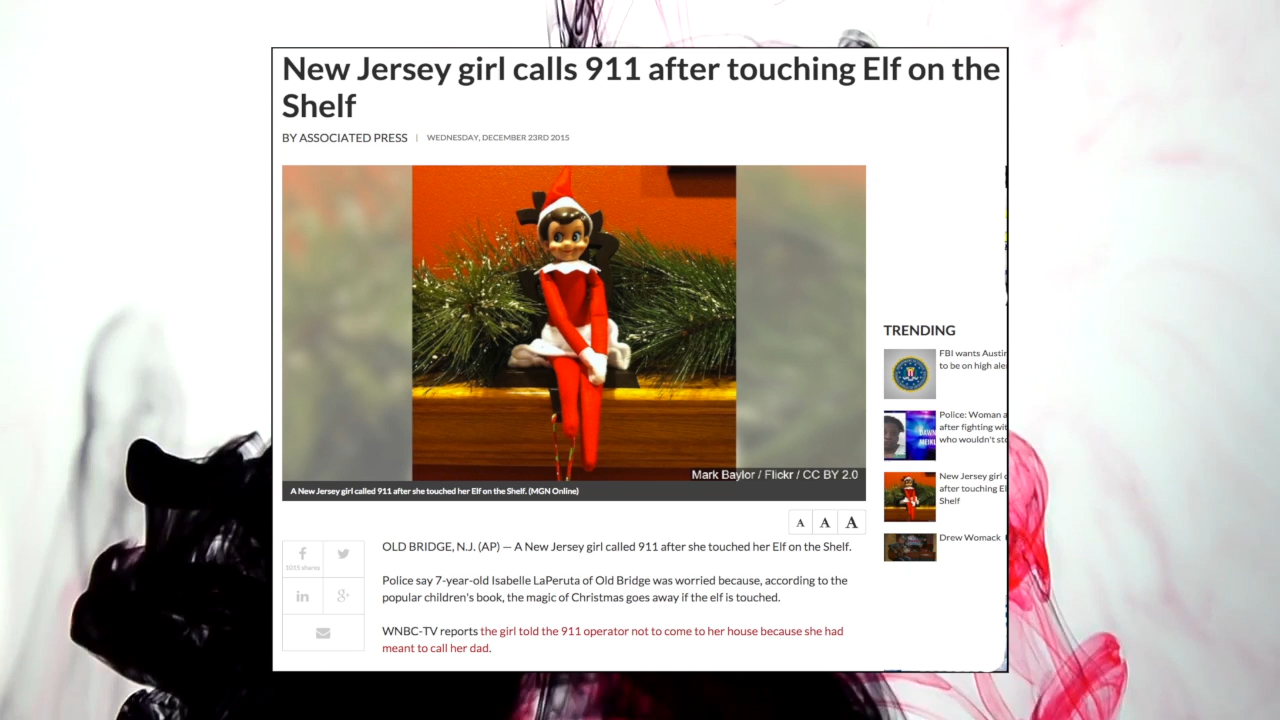 New Jersey girl calls 911 after touching Elf on the
Shelf
BY ASSOCIATED PRESS | WEDNESDAY, DECEMBER 23RD 2015
Mark Baylor / Flickr / CC BY 2.0
A New Jersey girl called 911 after she touched her Elf on the Shelf. (MGN Online)
A A A
1015 shares
OLD BRIDGE, N.J. (AP) — A New Jersey girl called 911 after she touched her Elf on the Shelf.
Police say 7-year-old Isabelle LaPeruta of Old Bridge was worried because, according to the
popular children's book, the magic of Christmas goes away if the elf is touched.
WNBC-TV reports the girl told the 911 operator not to come to her house because she had
meant to call her dad.
TRENDING
FBI wants Austin
to be on high ale
Police: Woman a
after fighting wit
who wouldn't sto
New Jersey girl c
after touching El
Shelf
Drew Womack